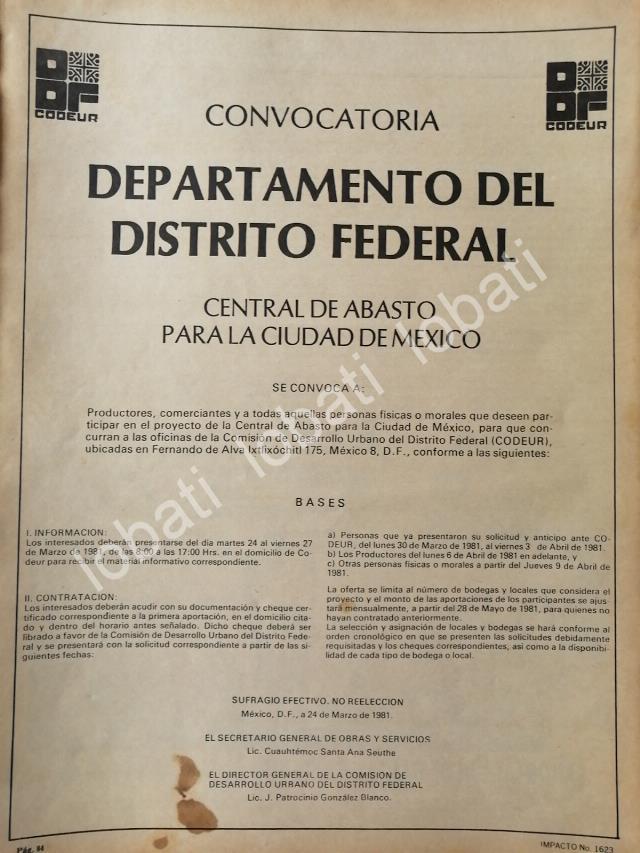 DDF
CODEUR
DDF
CODEUR
CONVOCATORIA
DEPARTAMENTO DEL
DISTRITO FEDERAL
CENTRAL DE ABASTO
PARA LA CIUDAD DE MEXICO
SE CONVOCA A:
Productores, comerciantes y a todas aquellas personas fisicas o morales que deseen par-
ticipar en el proyecto de la Central de Abasto para la Ciudad de México, para que con-
curran a las oficinas de la Comisión de Desarrollo Urbano del Distrito Federal (CODEUR),
ubicadas en Fernando de Alva Ixtlixóchitl 175, México 8, D.F., conforme a las siguientes:
BASES
I. INFORMACION:
Los interesados deberán presentarse del dia martes 24 al viernes 27
de Marzo de 1981, de las 8:00 a las 17:00 Hrs. en el domicilio de Co-
deur para recibir el material informativo correspondiente.
II. CONTRATACION:
Los interesados deberán acudir con su documentación y cheque cer-
tificado correspondiente a la primera aportación, en el domicilio ci-
tado y dentro del horario antes señalado. Dicho cheque deberá ser
librado a favor de la Comisión de Desarrollo Urbano del Distrito Fede-
ral y se presentará con la solicitud correspondiente a partir de las si-
guientes fechas:
a) Personas que ya presentaron su solicitud y anticipo ante CO-
DEUR, del lunes 30 de Marzo de 1981, al viernes 3 de Abril de 1981.
b) Los Productores del lunes 6 de Abril de 1981 en adelante, y
c) Otras personas físicas o morales a partir del Jueves 9 de Abril de
1981.
La oferta se limita al número de bodegas y locales que considera el
proyecto y el monto de las aportaciones de los participantes se ajus-
tará mensualmente, a partir del 28 de Mayo de 1981, para quienes no
hayan contratado anteriormente.
La selección y asignación de locales y bodegas se hará conforme al
orden cronológico en que se presenten las solicitudes debidamente
requisitadas y los cheques correspondientes, asi como a la disponibi-
lidad de cada tipo de bodega o local.
SUFRAGIO EFECTIVO. NO REELECCION
México, D.F., a 24 de Marzo de 1981.
EL SECRETARIO GENERAL DE OBRAS Y SERVICIOS
Lic. Cuauhtémoc Santa Ana Seuthe
EL DIRECTOR GENERAL DE LA COMISION DE
DESARROLLO URBANO DEL DISTRITO FEDERAL
Lic. J. Patrocinio González Blanco.
Pág. 84
IMPACTO No. 1623
lobati lobati lobati lobati